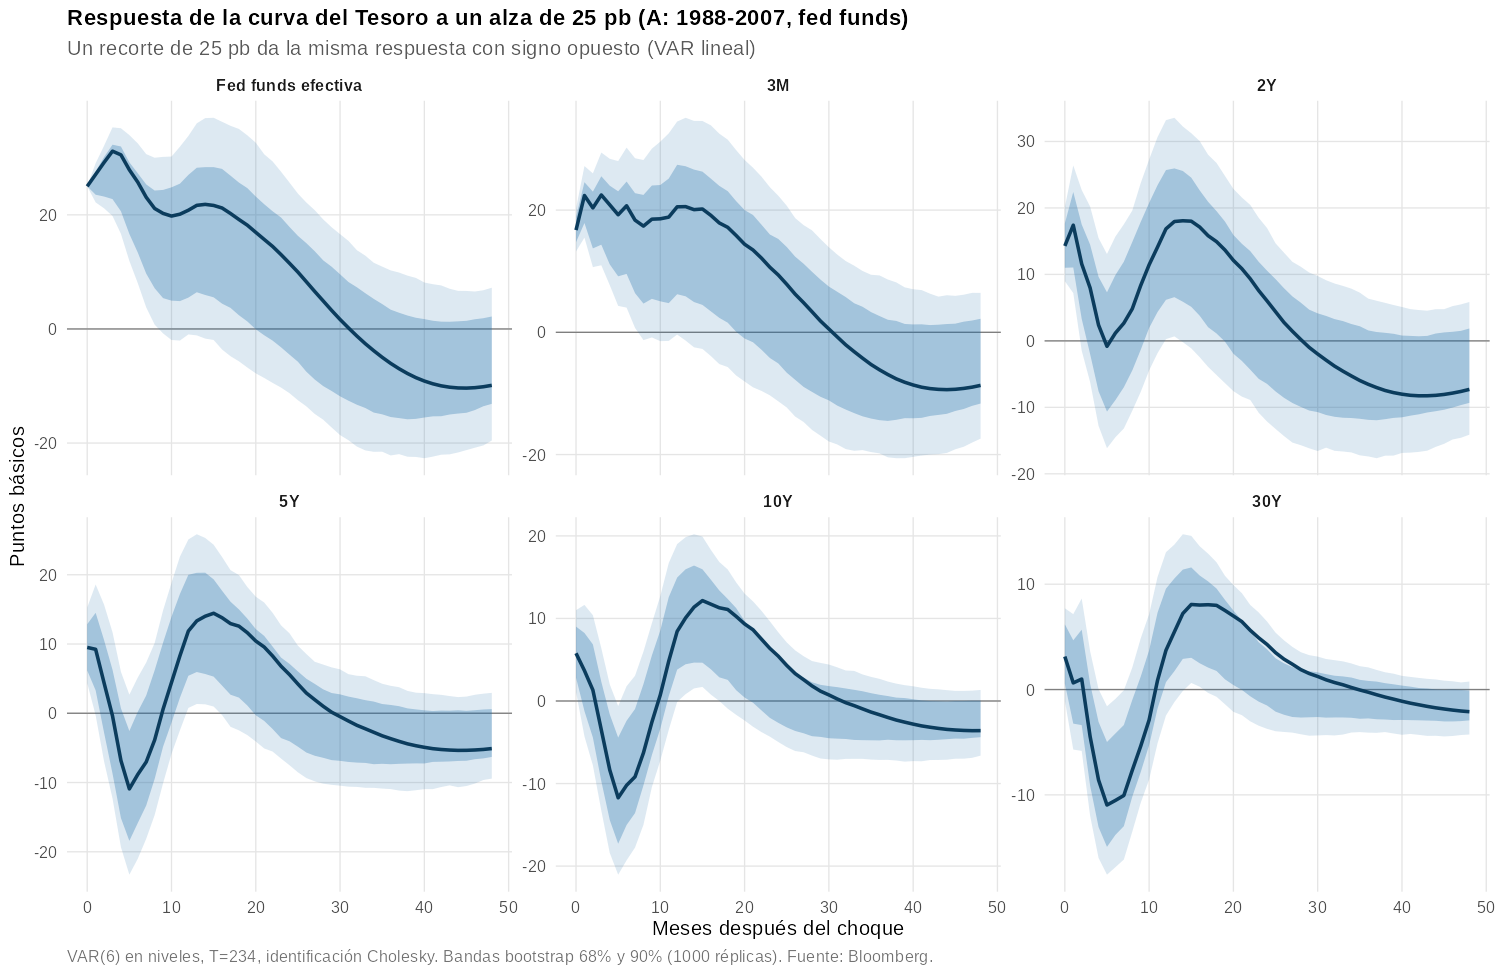 Respuesta de la curva del Tesoro a un alza de 25 pb (A: 1988-2007, fed funds)
Un recorte de 25 pb da la misma respuesta con signo opuesto (VAR lineal)
Fed funds efectiva
3M
2Y
20
0
-20
20
0
-20
30
20
10
0
-10
-20
Puntos básicos
5Y
10Y
30Y
20
10
0
-10
-20
20
10
0
-10
-20
10
0
-10
0 10 20 30 40 50
0 10 20 30 40 50
0 10 20 30 40 50
Meses después del choque
VAR(6) en niveles, T=234, identificación Cholesky. Bandas bootstrap 68% y 90% (1000 réplicas). Fuente: Bloomberg.